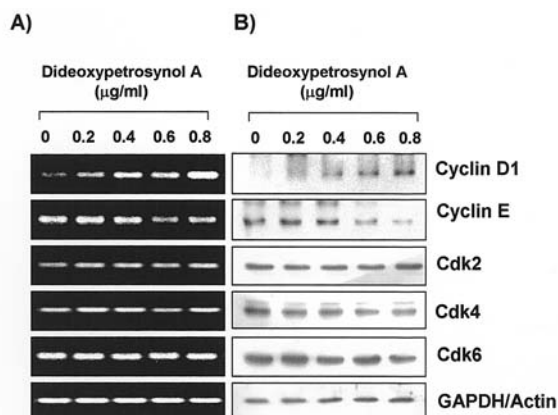 A)
B)
Dideoxypetrosynol A
(µg/ml)
0 0.2 0.4 0.6 0.8
Dideoxypetrosynol A
(µg/ml)
0 0.2 0.4 0.6 0.8
Cyclin D1
Cyclin E
Cdk2
Cdk4
Cdk6
GAPDH/Actin